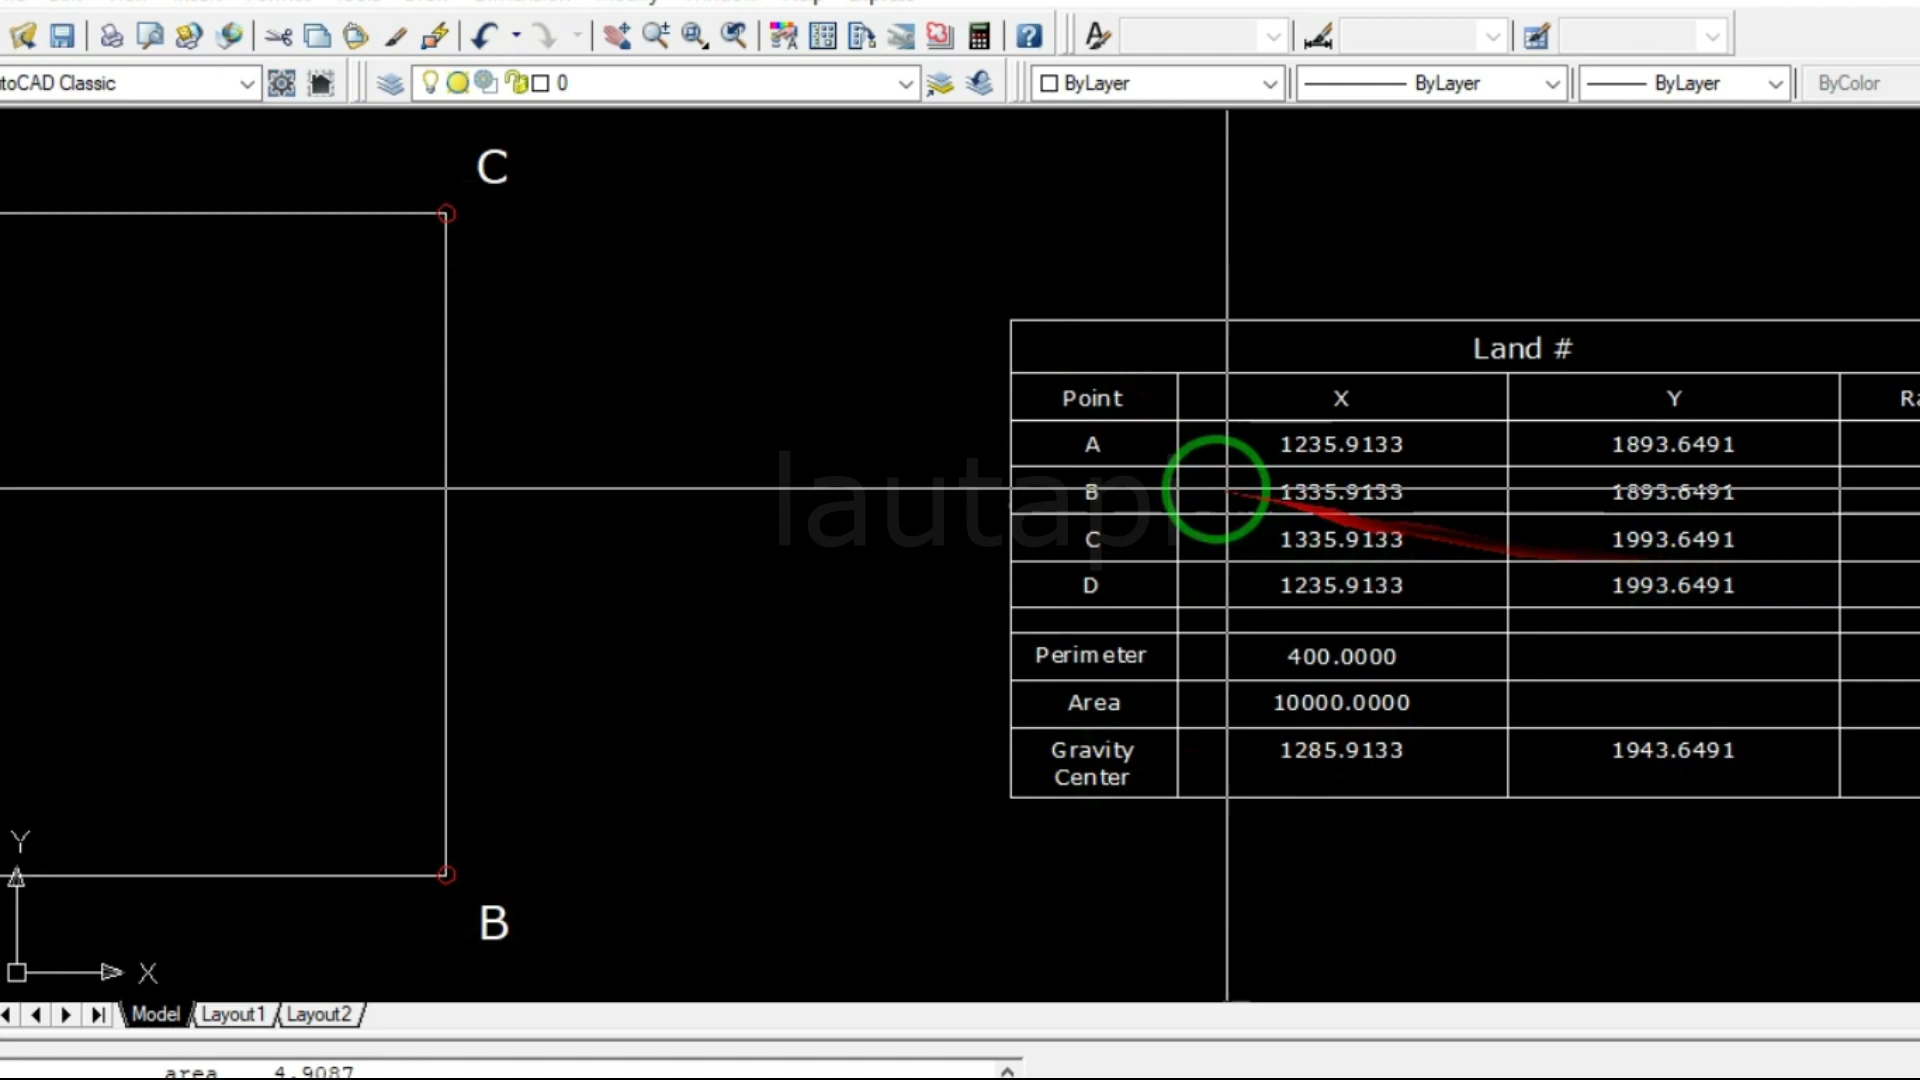 toCAD Classic
0
ByLayer
ByLayer
ByLayer
ByColor
C
Land #
Point X Y Ra
A 1235.9133 1893.6491
B 1335.9133 1893.6491
C 1335.9133 1993.6491
D 1235.9133 1993.6491
Perimeter 400.0000
Area 10000.0000
Gravity Center 1285.9133 1943.6491
lautapi
B
Y
X
Model Layout1 Layout2
area 4.9087